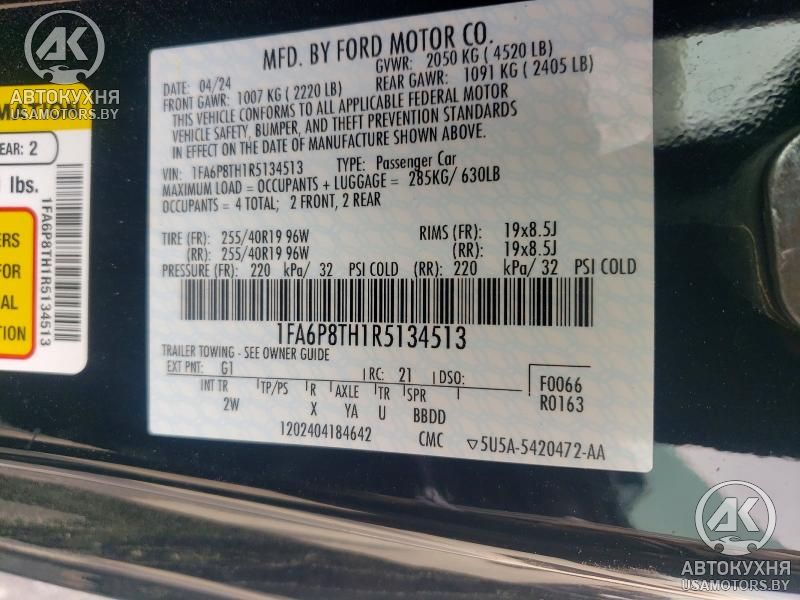 AK
АВТОКУХНЯ
USAMOTORS.BY
MATION
EAR: 2
lbs.
ERS
FOR
AL
TION
1FA6P8TH1R5134513
MFD. BY FORD MOTOR CO.
DATE: 04/24 GVWR: 2050 KG ( 4520 LB)
FRONT GAWR: 1007 KG ( 2220 LB) REAR GAWR: 1091 KG ( 2405 LB)
THIS VEHICLE CONFORMS TO ALL APPLICABLE FEDERAL MOTOR
VEHICLE SAFETY, BUMPER, AND THEFT PREVENTION STANDARDS
IN EFFECT ON THE DATE OF MANUFACTURE SHOWN ABOVE.
VIN: 1FA6P8TH1R5134513 TYPE: Passenger Car
MAXIMUM LOAD = OCCUPANTS + LUGGAGE = 285KG/ 630LB
OCCUPANTS = 4 TOTAL; 2 FRONT, 2 REAR
TIRE (FR): 255/40R19 96W RIMS (FR): 19x8.5J
(RR): 255/40R19 96W (RR): 19x8.5J
PRESSURE (FR): 220 kPa/ 32 PSI COLD (RR): 220 kPa/ 32 PSI COLD
1FA6P8TH1R5134513
TRAILER TOWING - SEE OWNER GUIDE
EXT PNT: G1 RC: 21 DSO: F0066
INT TR TP/PS R AXLE TR SPR R0163
2W X YA U BBDD
1202404184642 CMC ▽5U5A-5420472-AA
AK
АВТОКУХНЯ
USAMOTORS.BY